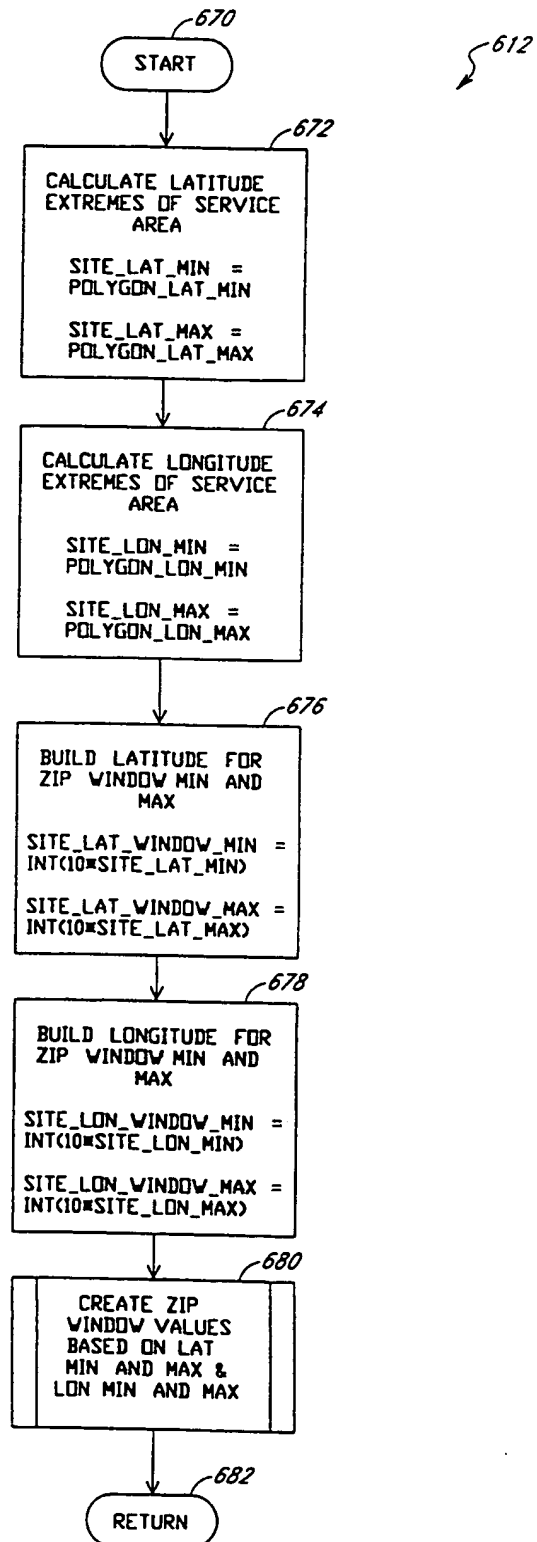 670
START
612
672
CALCULATE LATITUDE
EXTREMES OF SERVICE
AREA
SITE_LAT_MIN =
POLYGON_LAT_MIN
SITE_LAT_MAX =
POLYGON_LAT_MAX
674
CALCULATE LONGITUDE
EXTREMES OF SERVICE
AREA
SITE_LON_MIN =
POLYGON_LON_MIN
SITE_LON_MAX =
POLYGON_LON_MAX
676
BUILD LATITUDE FOR
ZIP WINDOW MIN AND
MAX
SITE_LAT_WINDOW_MIN =
INT(10*SITE_LAT_MIN)
SITE_LAT_WINDOW_MAX =
INT(10*SITE_LAT_MAX)
678
BUILD LONGITUDE FOR
ZIP WINDOW MIN AND
MAX
SITE_LON_WINDOW_MIN =
INT(10*SITE_LON_MIN)
SITE_LON_WINDOW_MAX =
INT(10*SITE_LON_MAX)
680
CREATE ZIP
WINDOW VALUES
BASED ON LAT
MIN AND MAX &
LON MIN AND MAX
682
RETURN